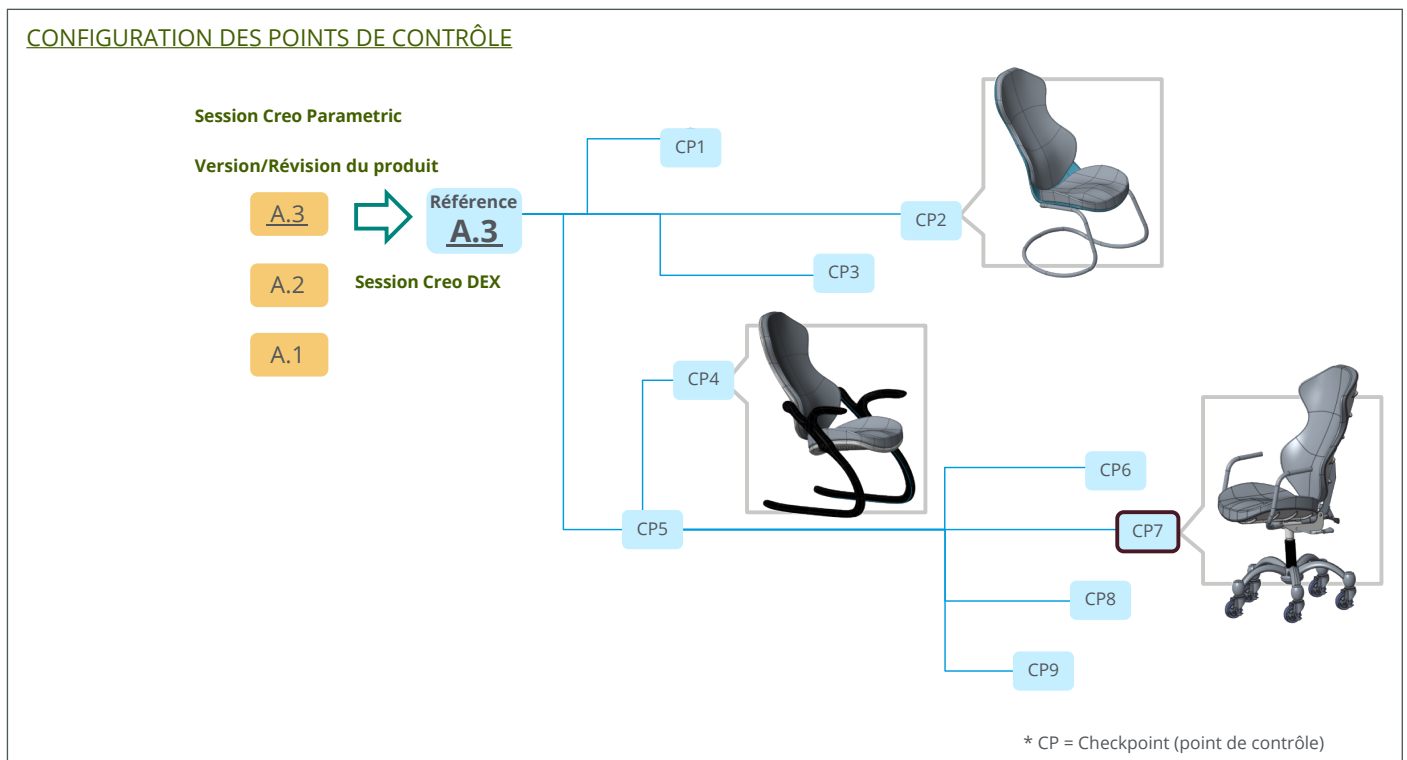 CONFIGURATION DES POINTS DE CONTRÔLE
Session Creo Parametric
Version/Révision du produit
A.3
A.2
A.1
Référence
A.3
Session Creo DEX
CP1
CP2
CP3
CP4
CP5
CP6
CP7
CP8
CP9
* CP = Checkpoint (point de contrôle)